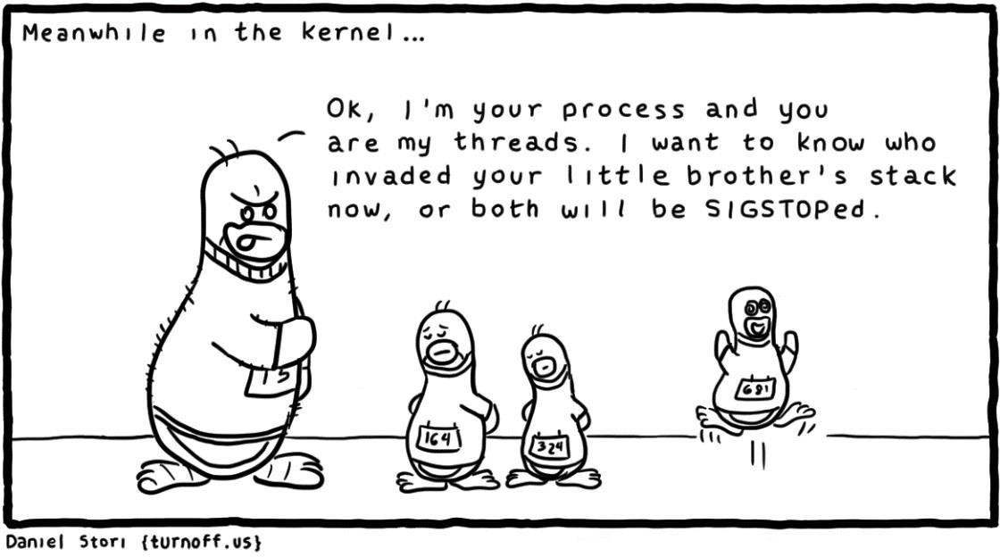 Meanwhile in the kernel...
Ok, I'm your process and you
are my threads. I want to know who
invaded your little brother's stack
now, or both will be SIGSTOPed.
15
164
324
681
Daniel Stori {turnoff.us}